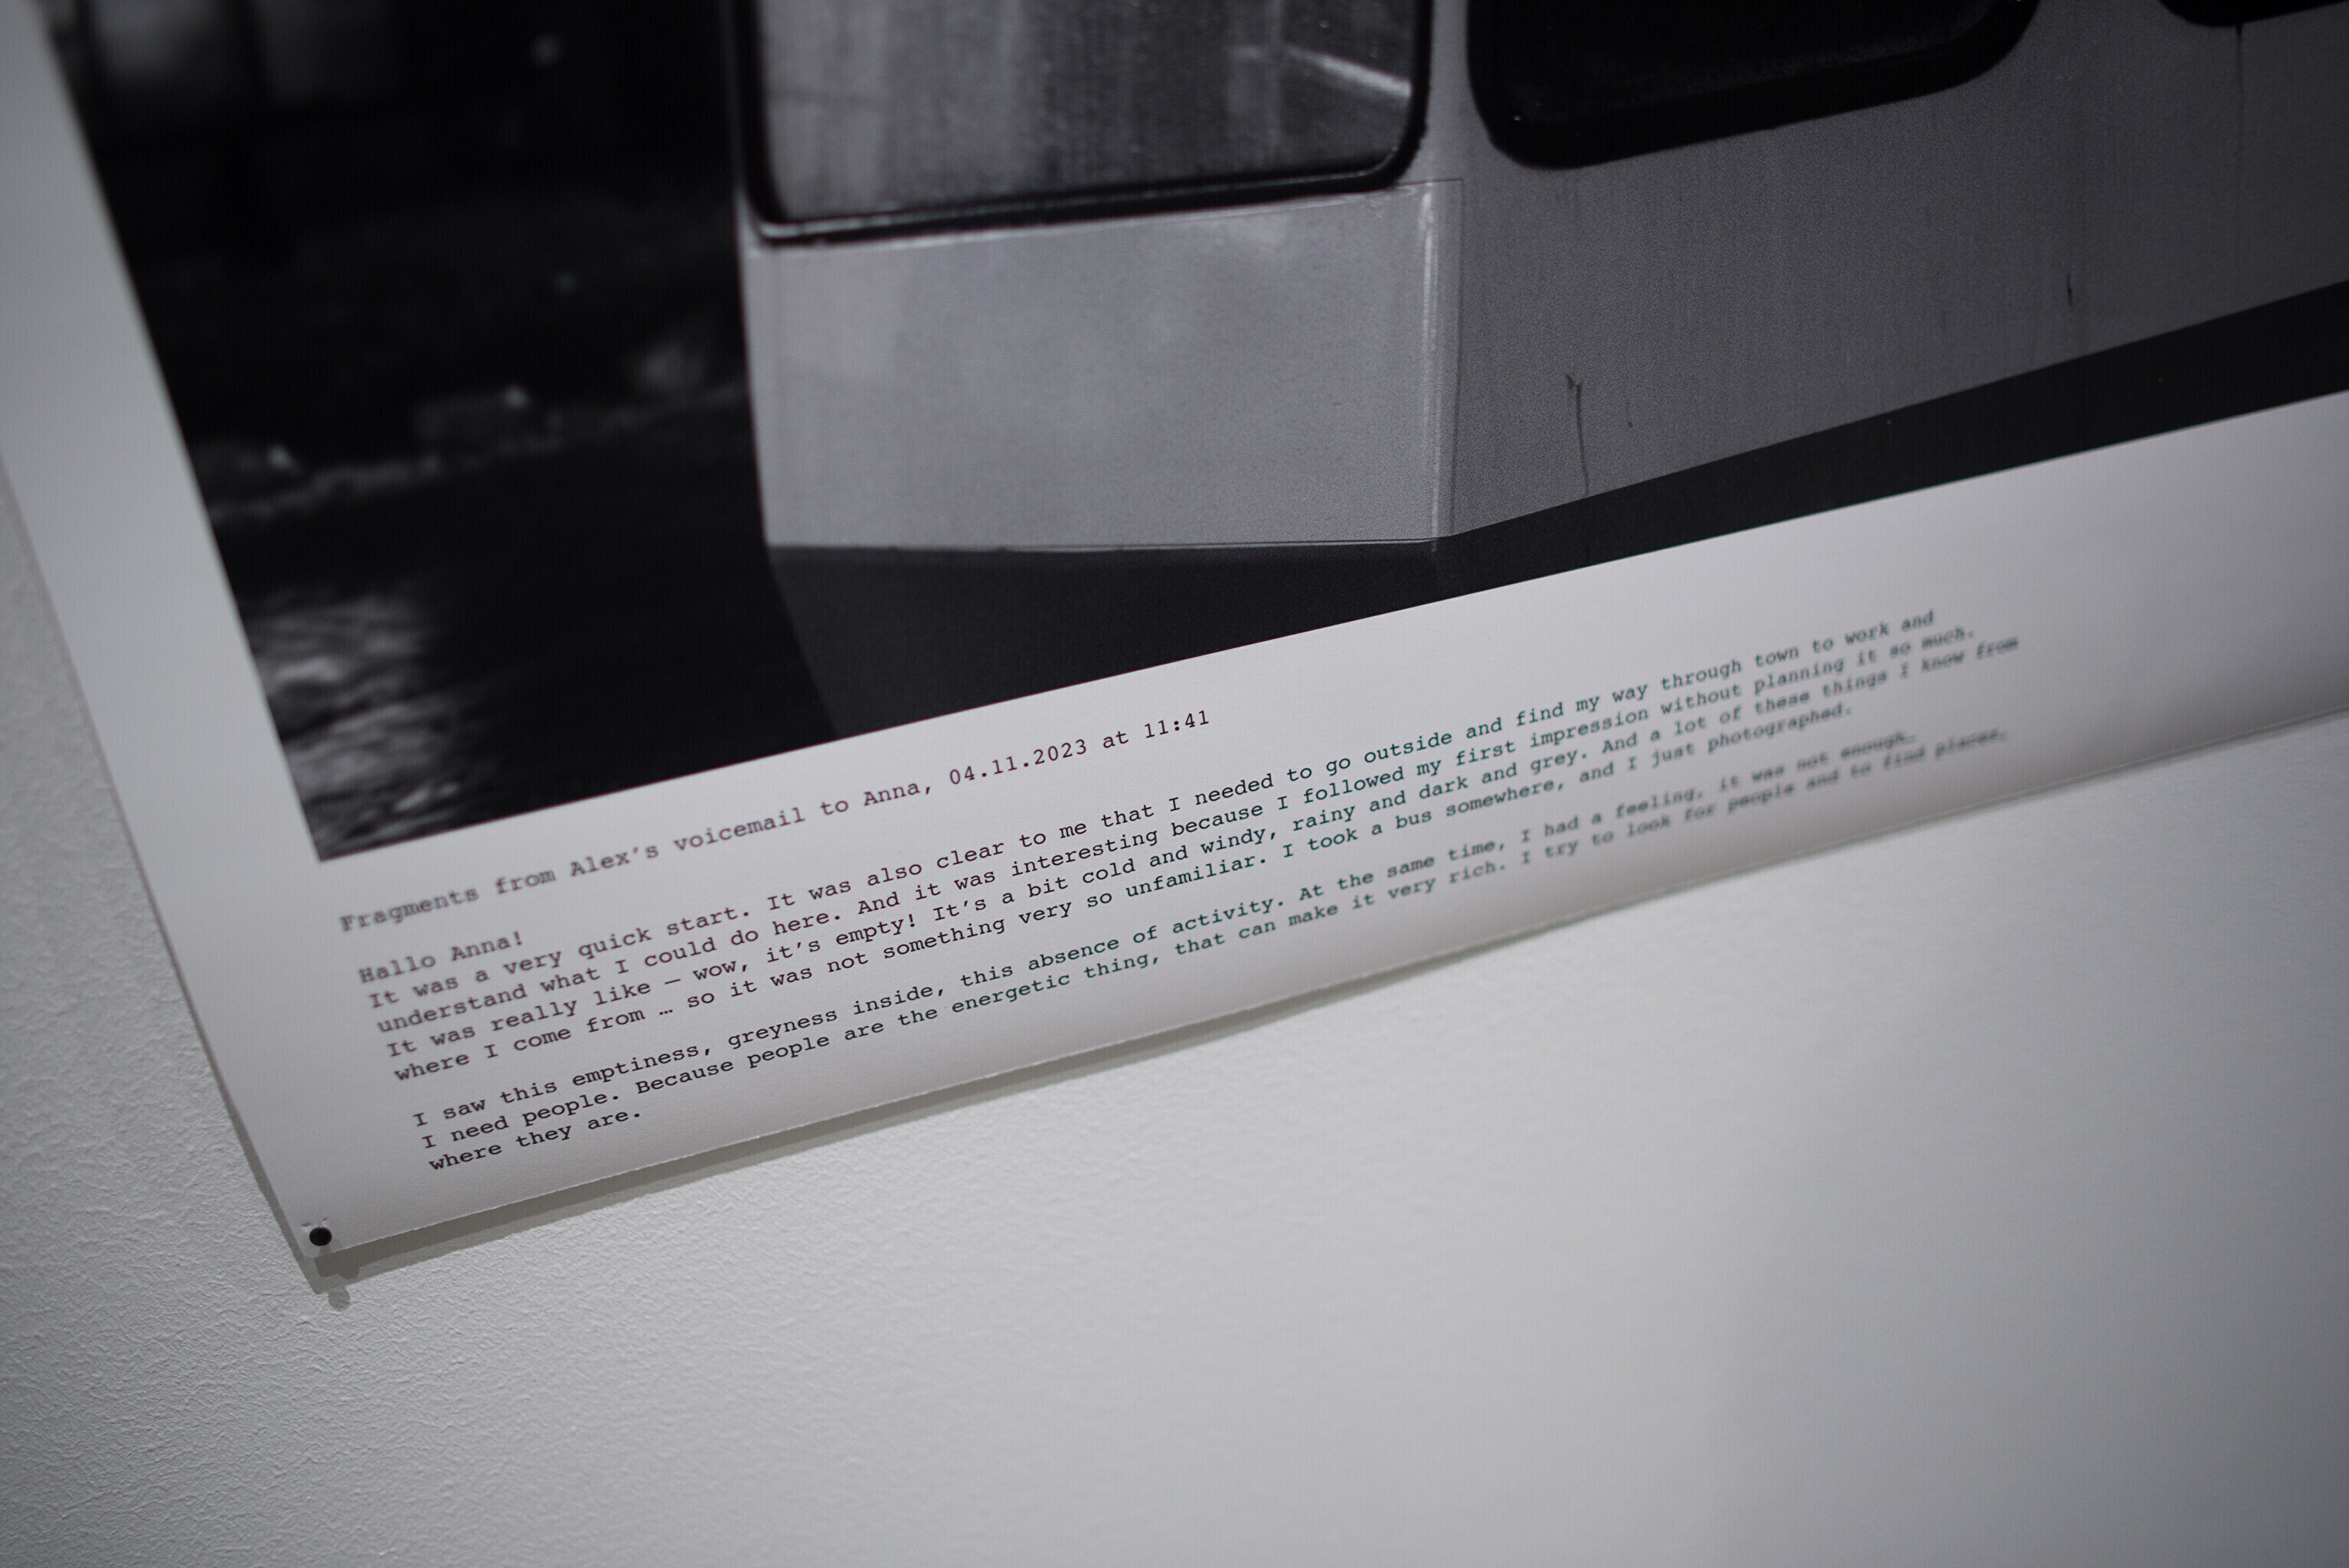 Fragments from Alex’s voicemail to Anna, 04.11.2023 at 11:41
Hallo Anna!
It was a very quick start. It was also clear to me that I needed to go outside and find my way through town to work and
understand what I could do here. And it was interesting because I followed my first impression without planning it so much.
It was really like — wow, it’s empty! It’s a bit cold and windy, rainy and dark and grey. And a lot of these things I know from
where I come from … so it was not something very so unfamiliar. I took a bus somewhere, and I just photographed.
I saw this emptiness, greyness inside, this absence of activity. At the same time, I had a feeling, it was not enough.
I need people. Because people are the energetic thing, that can make it very rich. I try to look for people and to find places,
where they are.